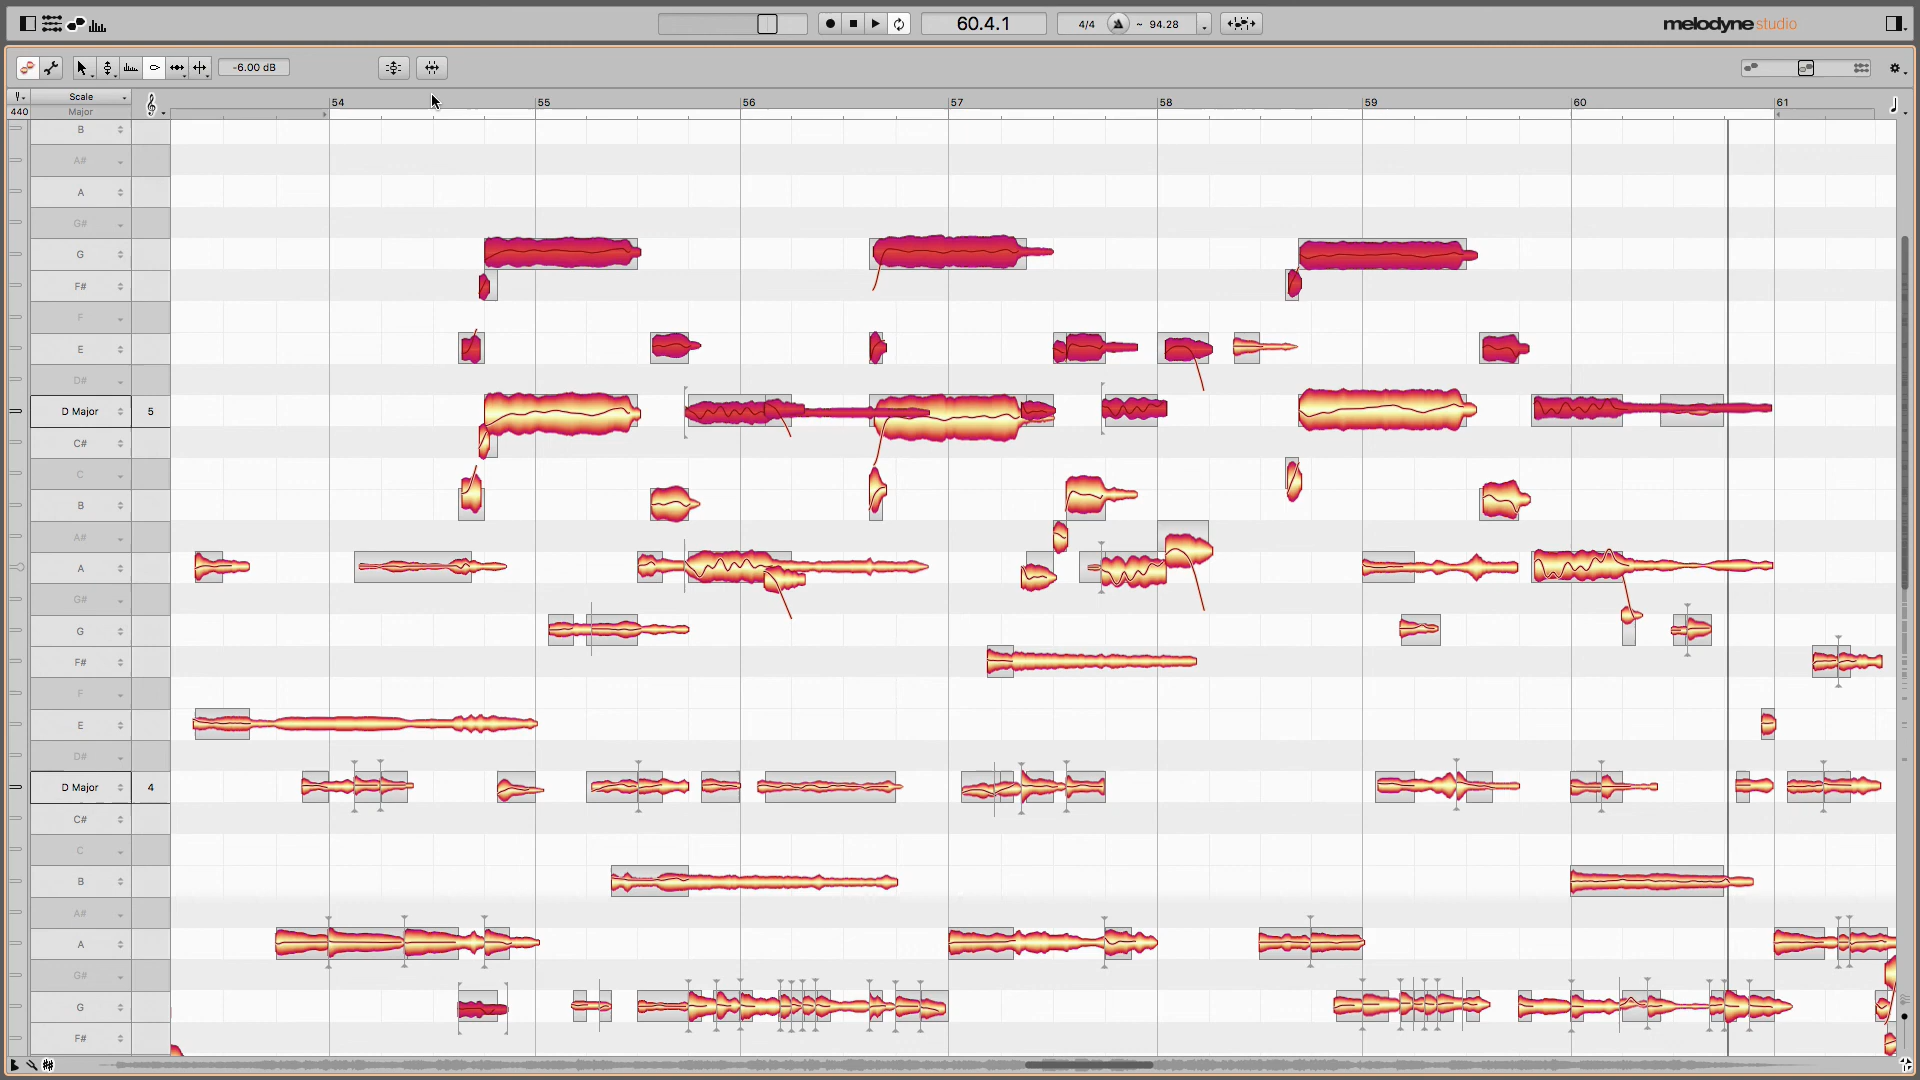 60.4.1
4/4 ~ 94.28
melodyne studio
-6.00 dB
Scale
440 Major
54 55 56 57 58 59 60 61
B
A#
A
G#
G
F#
F
E
D#
D Major 5
C#
C
B
A#
A
G#
G
F#
F
E
D#
D Major 4
C#
C
B
A#
A
G#
G
F#